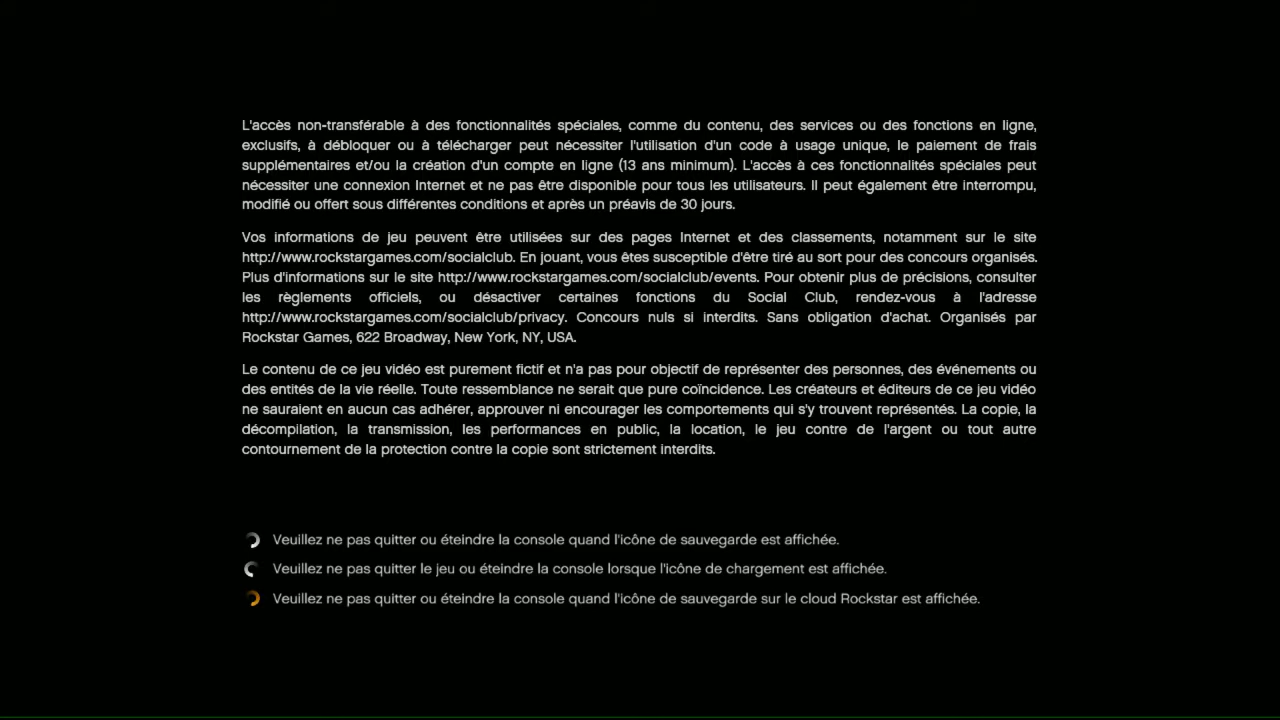 L'accès non-transférable à des fonctionnalités spéciales, comme du contenu, des services ou des fonctions en ligne,
exclusifs, à débloquer ou à télécharger peut nécessiter l'utilisation d'un code à usage unique, le paiement de frais
supplémentaires et/ou la création d'un compte en ligne (13 ans minimum). L'accès à ces fonctionnalités spéciales peut
nécessiter une connexion Internet et ne pas être disponible pour tous les utilisateurs. Il peut également être interrompu,
modifié ou offert sous différentes conditions et après un préavis de 30 jours.
Vos informations de jeu peuvent être utilisées sur des pages Internet et des classements, notamment sur le site
http://www.rockstargames.com/socialclub. En jouant, vous êtes susceptible d'être tiré au sort pour des concours organisés.
Plus d'informations sur le site http://www.rockstargames.com/socialclub/events. Pour obtenir plus de précisions, consulter
les règlements officiels, ou désactiver certaines fonctions du Social Club, rendez-vous à l'adresse
http://www.rockstargames.com/socialclub/privacy. Concours nuls si interdits. Sans obligation d'achat. Organisés par
Rockstar Games, 622 Broadway, New York, NY, USA.
Le contenu de ce jeu vidéo est purement fictif et n'a pas pour objectif de représenter des personnes, des événements ou
des entités de la vie réelle. Toute ressemblance ne serait que pure coïncidence. Les créateurs et éditeurs de ce jeu vidéo
ne sauraient en aucun cas adhérer, approuver ni encourager les comportements qui s'y trouvent représentés. La copie, la
décompilation, la transmission, les performances en public, la location, le jeu contre de l'argent ou tout autre
contournement de la protection contre la copie sont strictement interdits.
Veuillez ne pas quitter ou éteindre la console quand l'icône de sauvegarde est affichée.
Veuillez ne pas quitter le jeu ou éteindre la console lorsque l'icône de chargement est affichée.
Veuillez ne pas quitter ou éteindre la console quand l'icône de sauvegarde sur le cloud Rockstar est affichée.